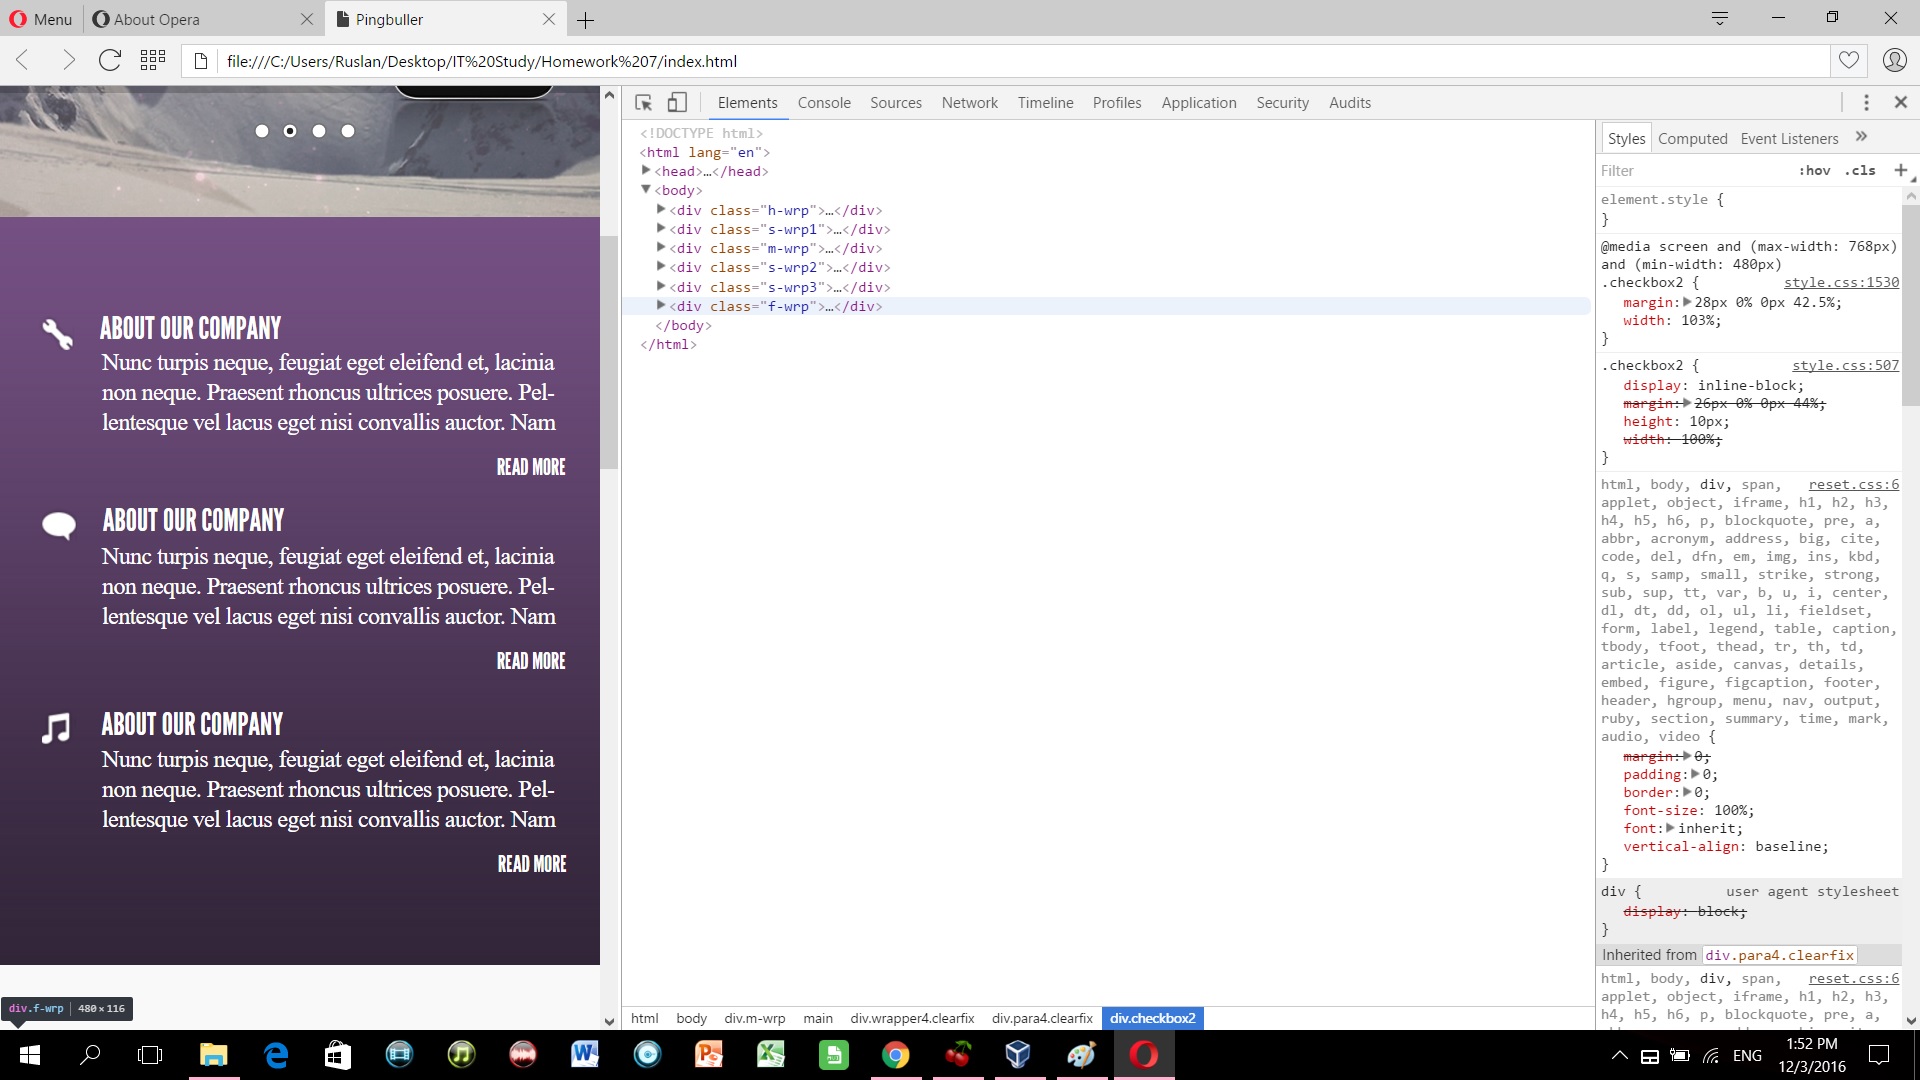 Menu
About Opera
Pingbuller
file:///C:/Users/Ruslan/Desktop/IT%20Study/Homework%207/index.html
ABOUT OUR COMPANY
Nunc turpis neque, feugiat eget eleifend et, lacinia
non neque. Praesent rhoncus ultrices posuere. Pel-
lentesque vel lacus eget nisi convallis auctor. Nam
READ MORE
ABOUT OUR COMPANY
Nunc turpis neque, feugiat eget eleifend et, lacinia
non neque. Praesent rhoncus ultrices posuere. Pel-
lentesque vel lacus eget nisi convallis auctor. Nam
READ MORE
ABOUT OUR COMPANY
Nunc turpis neque, feugiat eget eleifend et, lacinia
non neque. Praesent rhoncus ultrices posuere. Pel-
lentesque vel lacus eget nisi convallis auctor. Nam
READ MORE
div.f-wrp | 480×116
Elements Console Sources Network Timeline Profiles Application Security Audits
<!DOCTYPE html>
<html lang="en">
<head>…</head>
<body>
<div class="h-wrp">…</div>
<div class="s-wrp1">…</div>
<div class="m-wrp">…</div>
<div class="s-wrp2">…</div>
<div class="s-wrp3">…</div>
<div class="f-wrp">…</div>
</body>
</html>
html body div.m-wrp main div.wrapper4.clearfix div.para4.clearfix div.checkbox2
Styles Computed Event Listeners »
Filter :hov .cls +
element.style {
}
@media screen and (max-width: 768px)
and (min-width: 480px)
.checkbox2 { style.css:1530
margin: 28px 0% 0px 42.5%;
width: 103%;
}
.checkbox2 { style.css:507
display: inline-block;
margin: 26px 0% 0px 44%;
height: 10px;
width: 100%;
}
html, body, div, span, reset.css:6
applet, object, iframe, h1, h2, h3,
h4, h5, h6, p, blockquote, pre, a,
abbr, acronym, address, big, cite,
code, del, dfn, em, img, ins, kbd,
q, s, samp, small, strike, strong,
sub, sup, tt, var, b, u, i, center,
dl, dt, dd, ol, ul, li, fieldset,
form, label, legend, table, caption,
tbody, tfoot, thead, tr, th, td,
article, aside, canvas, details,
embed, figure, figcaption, footer,
header, hgroup, menu, nav, output,
ruby, section, summary, time, mark,
audio, video {
margin: 0;
padding: 0;
border: 0;
font-size: 100%;
font: inherit;
vertical-align: baseline;
}
div { user agent stylesheet
display: block;
}
Inherited from div.para4.clearfix
html, body, div, span, reset.css:6
applet, object, iframe, h1, h2, h3,
h4, h5, h6, p, blockquote, pre, a,
ENG
1:52 PM
12/3/2016